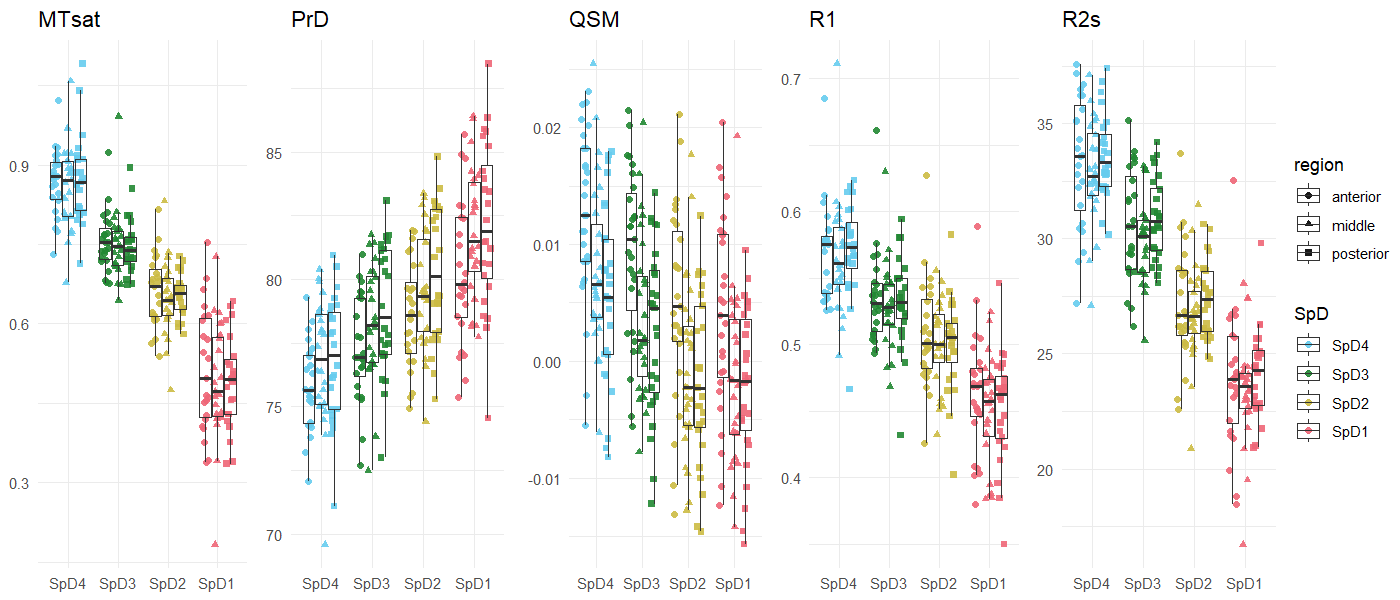 MTsat
PrD
QSM
R1
R2s
0.9
0.6
0.3
SpD4 SpD3 SpD2 SpD1
85
80
75
70
SpD4 SpD3 SpD2 SpD1
0.02
0.01
0.00
-0.01
SpD4 SpD3 SpD2 SpD1
0.7
0.6
0.5
0.4
SpD4 SpD3 SpD2 SpD1
35
30
25
20
SpD4 SpD3 SpD2 SpD1
region
anterior
middle
posterior
SpD
SpD4
SpD3
SpD2
SpD1